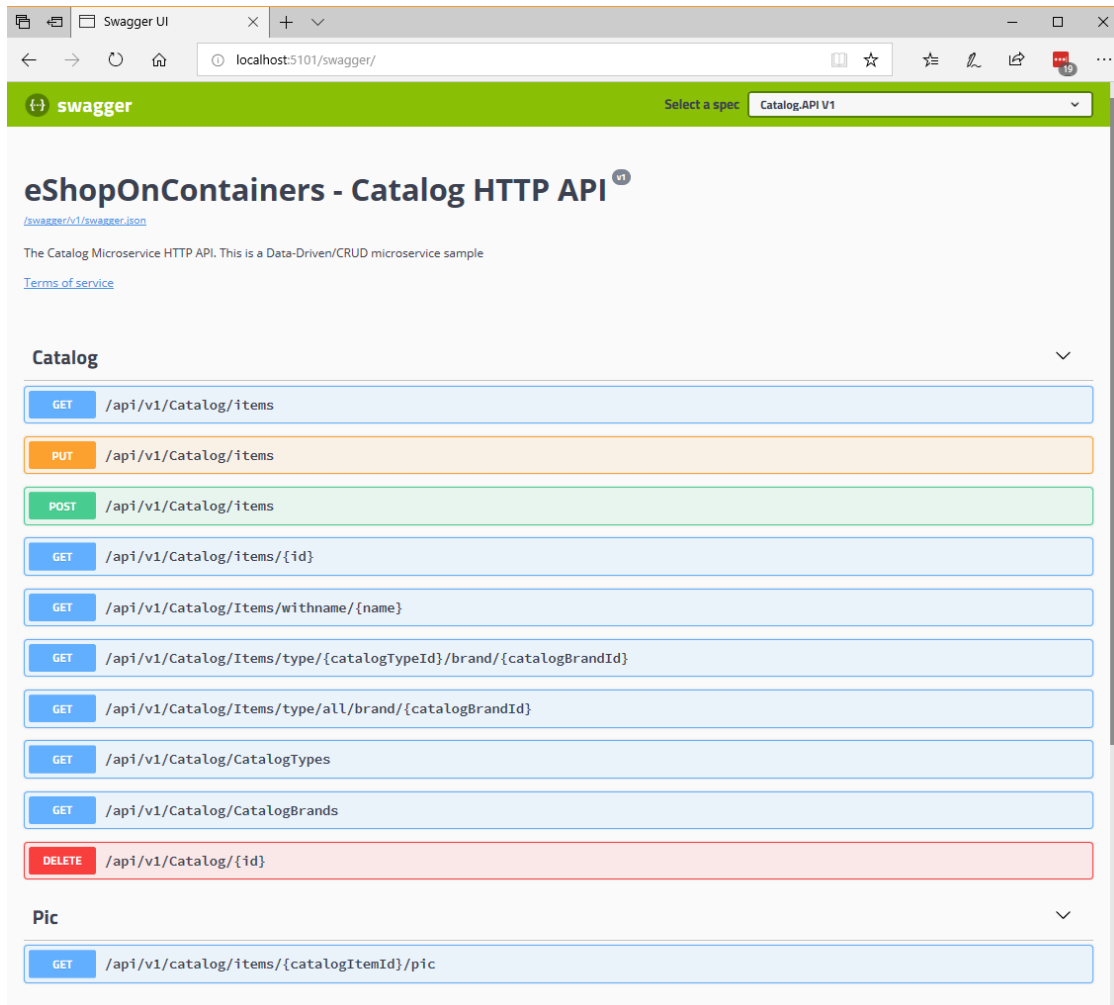 Swagger UI
localhost:5101/swagger/
19
{··} swagger
Select a spec Catalog.API V1
eShopOnContainers - Catalog HTTP API v1
/swagger/v1/swagger.json
The Catalog Microservice HTTP API. This is a Data-Driven/CRUD microservice sample
Terms of service
Catalog
GET /api/v1/Catalog/items
PUT /api/v1/Catalog/items
POST /api/v1/Catalog/items
GET /api/v1/Catalog/items/{id}
GET /api/v1/Catalog/Items/withname/{name}
GET /api/v1/Catalog/Items/type/{catalogTypeId}/brand/{catalogBrandId}
GET /api/v1/Catalog/Items/type/all/brand/{catalogBrandId}
GET /api/v1/Catalog/CatalogTypes
GET /api/v1/Catalog/CatalogBrands
DELETE /api/v1/Catalog/{id}
Pic
GET /api/v1/catalog/items/{catalogItemId}/pic